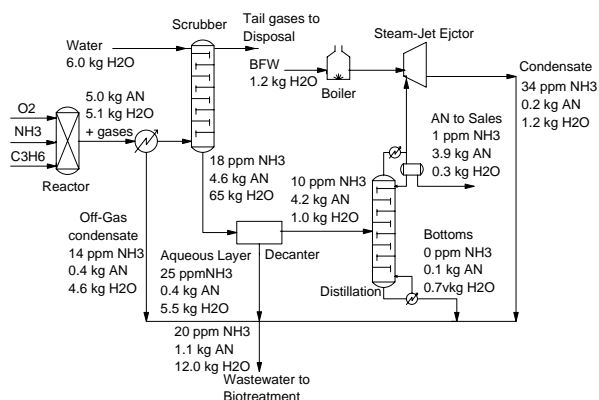 Scrubber
Tail gases to
Disposal
Steam-Jet Ejctor
Water
6.0 kg H2O
BFW
1.2 kg H2O
Boiler
Condensate
34 ppm NH3
0.2 kg AN
1.2 kg H2O
O2
NH3
C3H6
Reactor
5.0 kg AN
5.1 kg H2O
+ gases
AN to Sales
1 ppm NH3
3.9 kg AN
0.3 kg H2O
18 ppm NH3
4.6 kg AN
65 kg H2O
10 ppm NH3
4.2 kg AN
1.0 kg H2O
Off-Gas
condensate
14 ppm NH3
0.4 kg AN
4.6 kg H2O
Decanter
Aqueous Layer
25 ppmNH3
0.4 kg AN
5.5 kg H2O
Distillation
Bottoms
0 ppm NH3
0.1 kg AN
0.7vkg H2O
20 ppm NH3
1.1 kg AN
12.0 kg H2O
Wastewater to
Biotreatment